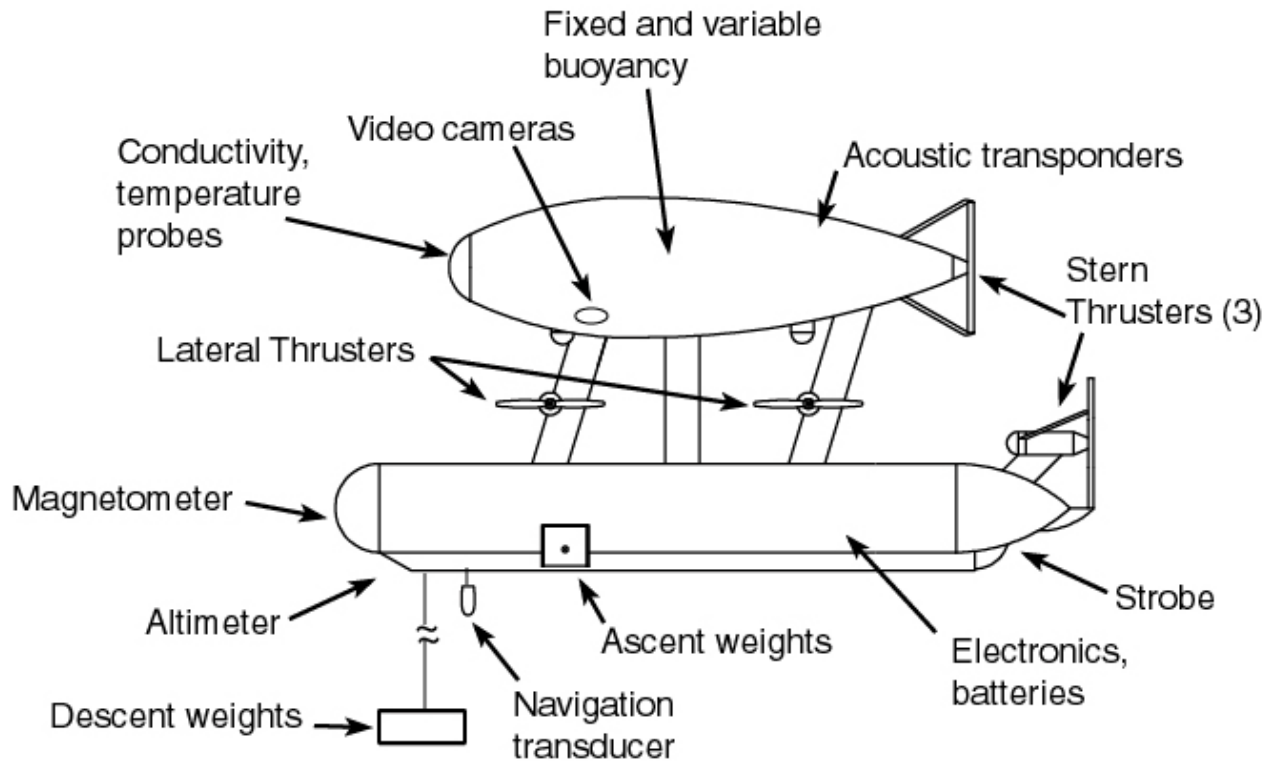 Fixed and variable
buoyancy
Video cameras
Conductivity,
temperature
probes
Acoustic transponders
Stern
Thrusters (3)
Lateral Thrusters
Magnetometer
Altimeter
Strobe
Ascent weights
Electronics,
batteries
Descent weights
Navigation
transducer